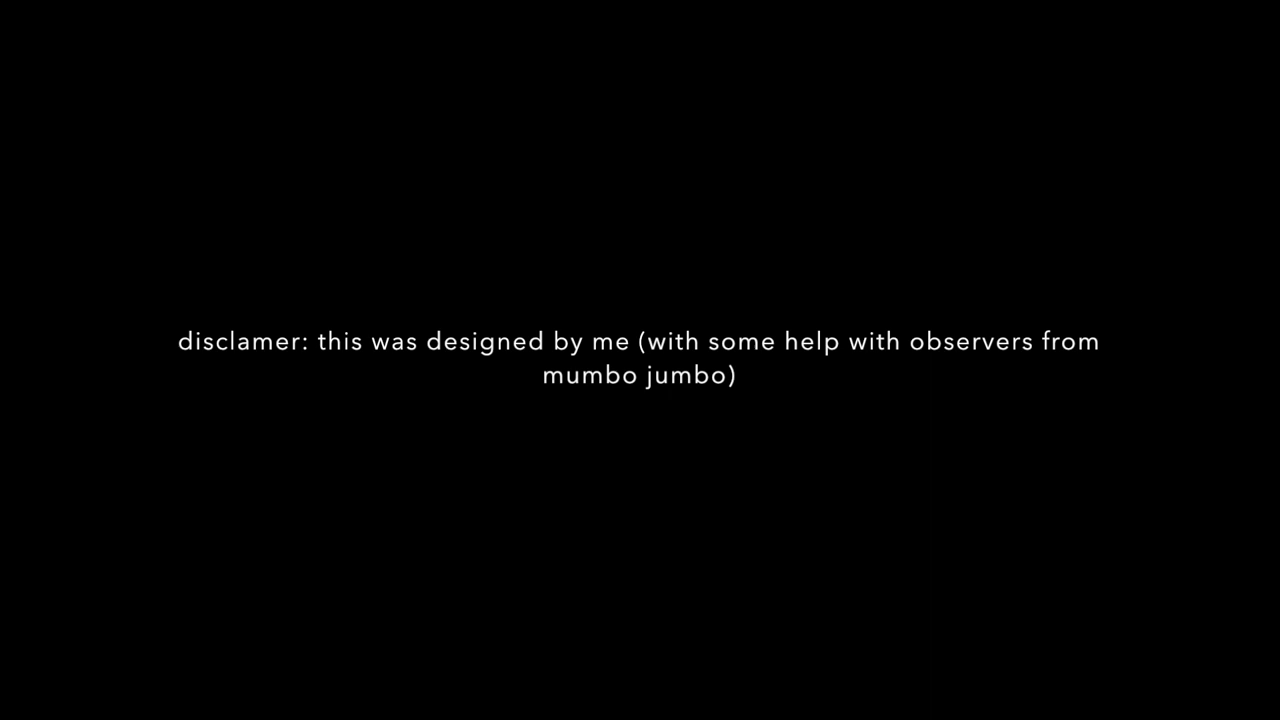 disclamer: this was designed by me (with some help with observers from
mumbo jumbo)